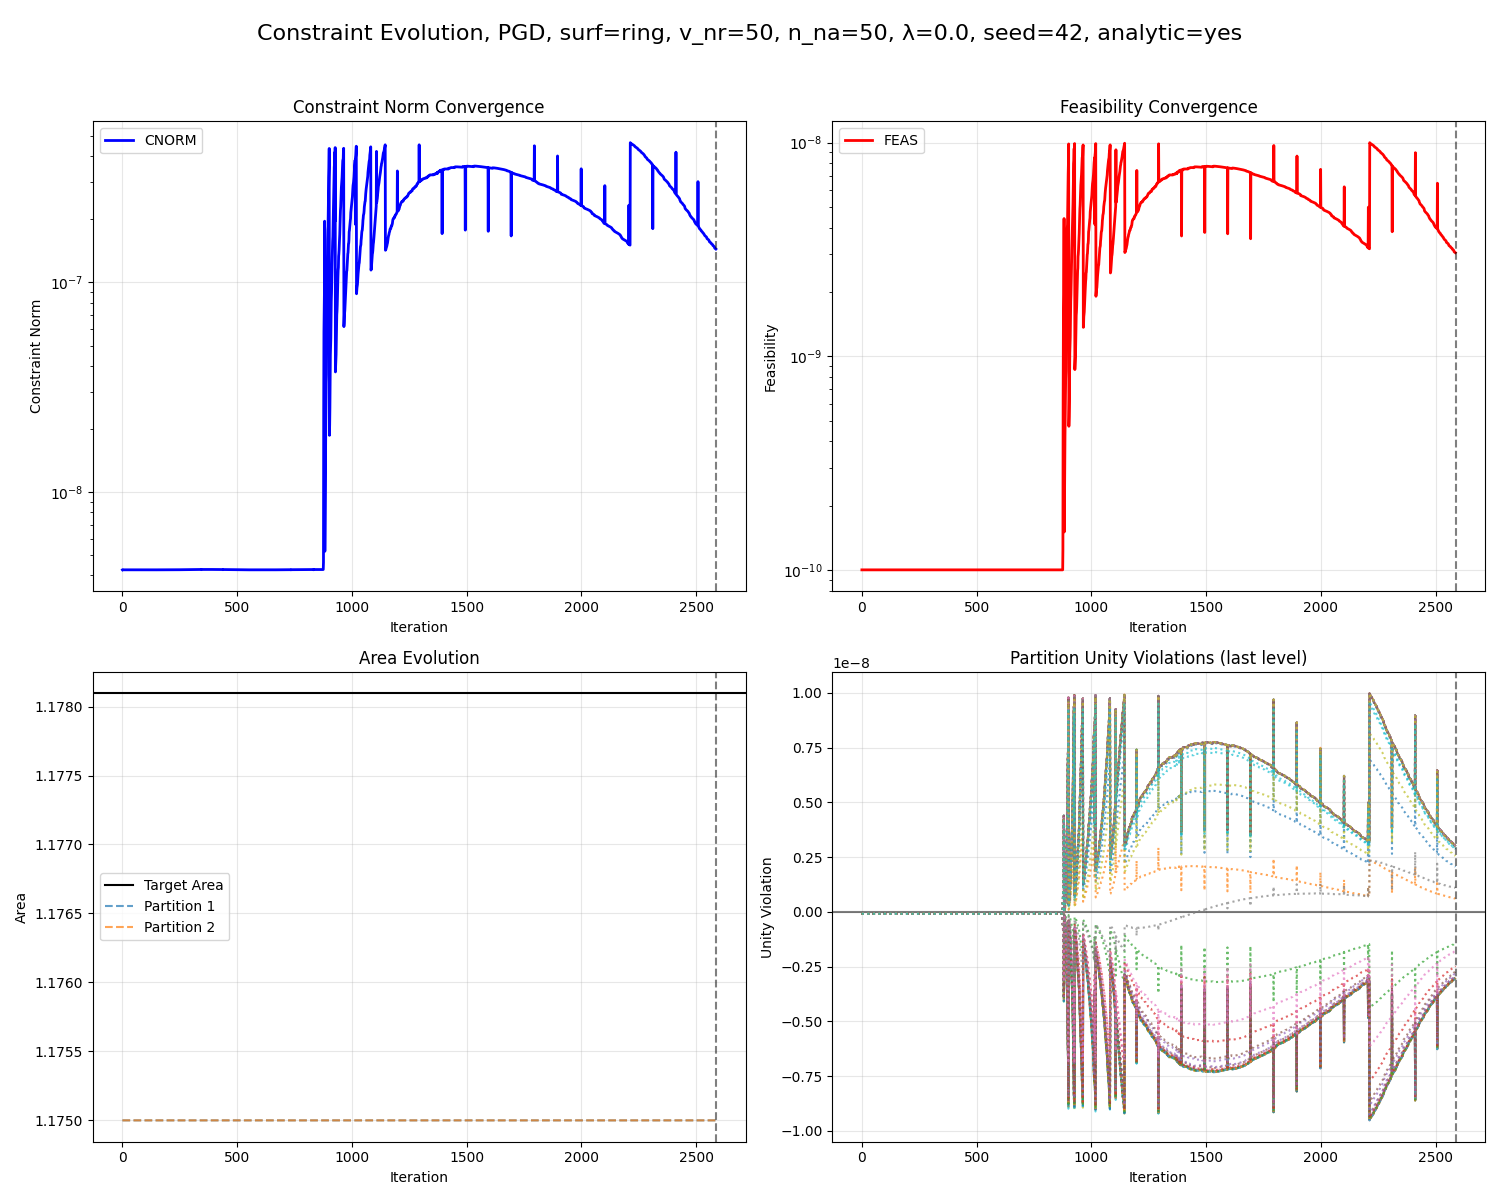 Constraint Evolution, PGD, surf=ring, v_nr=50, n_na=50, λ=0.0, seed=42, analytic=yes
Constraint Norm Convergence
CNORM
Constraint Norm
10⁻⁷
10⁻⁸
0 500 1000 1500 2000 2500
Iteration
Feasibility Convergence
FEAS
Feasibility
10⁻⁸
10⁻⁹
10⁻¹⁰
0 500 1000 1500 2000 2500
Iteration
Area Evolution
Area
1.1780
1.1775
1.1770
1.1765
1.1760
1.1755
1.1750
Target Area
Partition 1
Partition 2
0 500 1000 1500 2000 2500
Iteration
Partition Unity Violations (last level)
1e−8
Unity Violation
1.00
0.75
0.50
0.25
0.00
−0.25
−0.50
−0.75
−1.00
0 500 1000 1500 2000 2500
Iteration